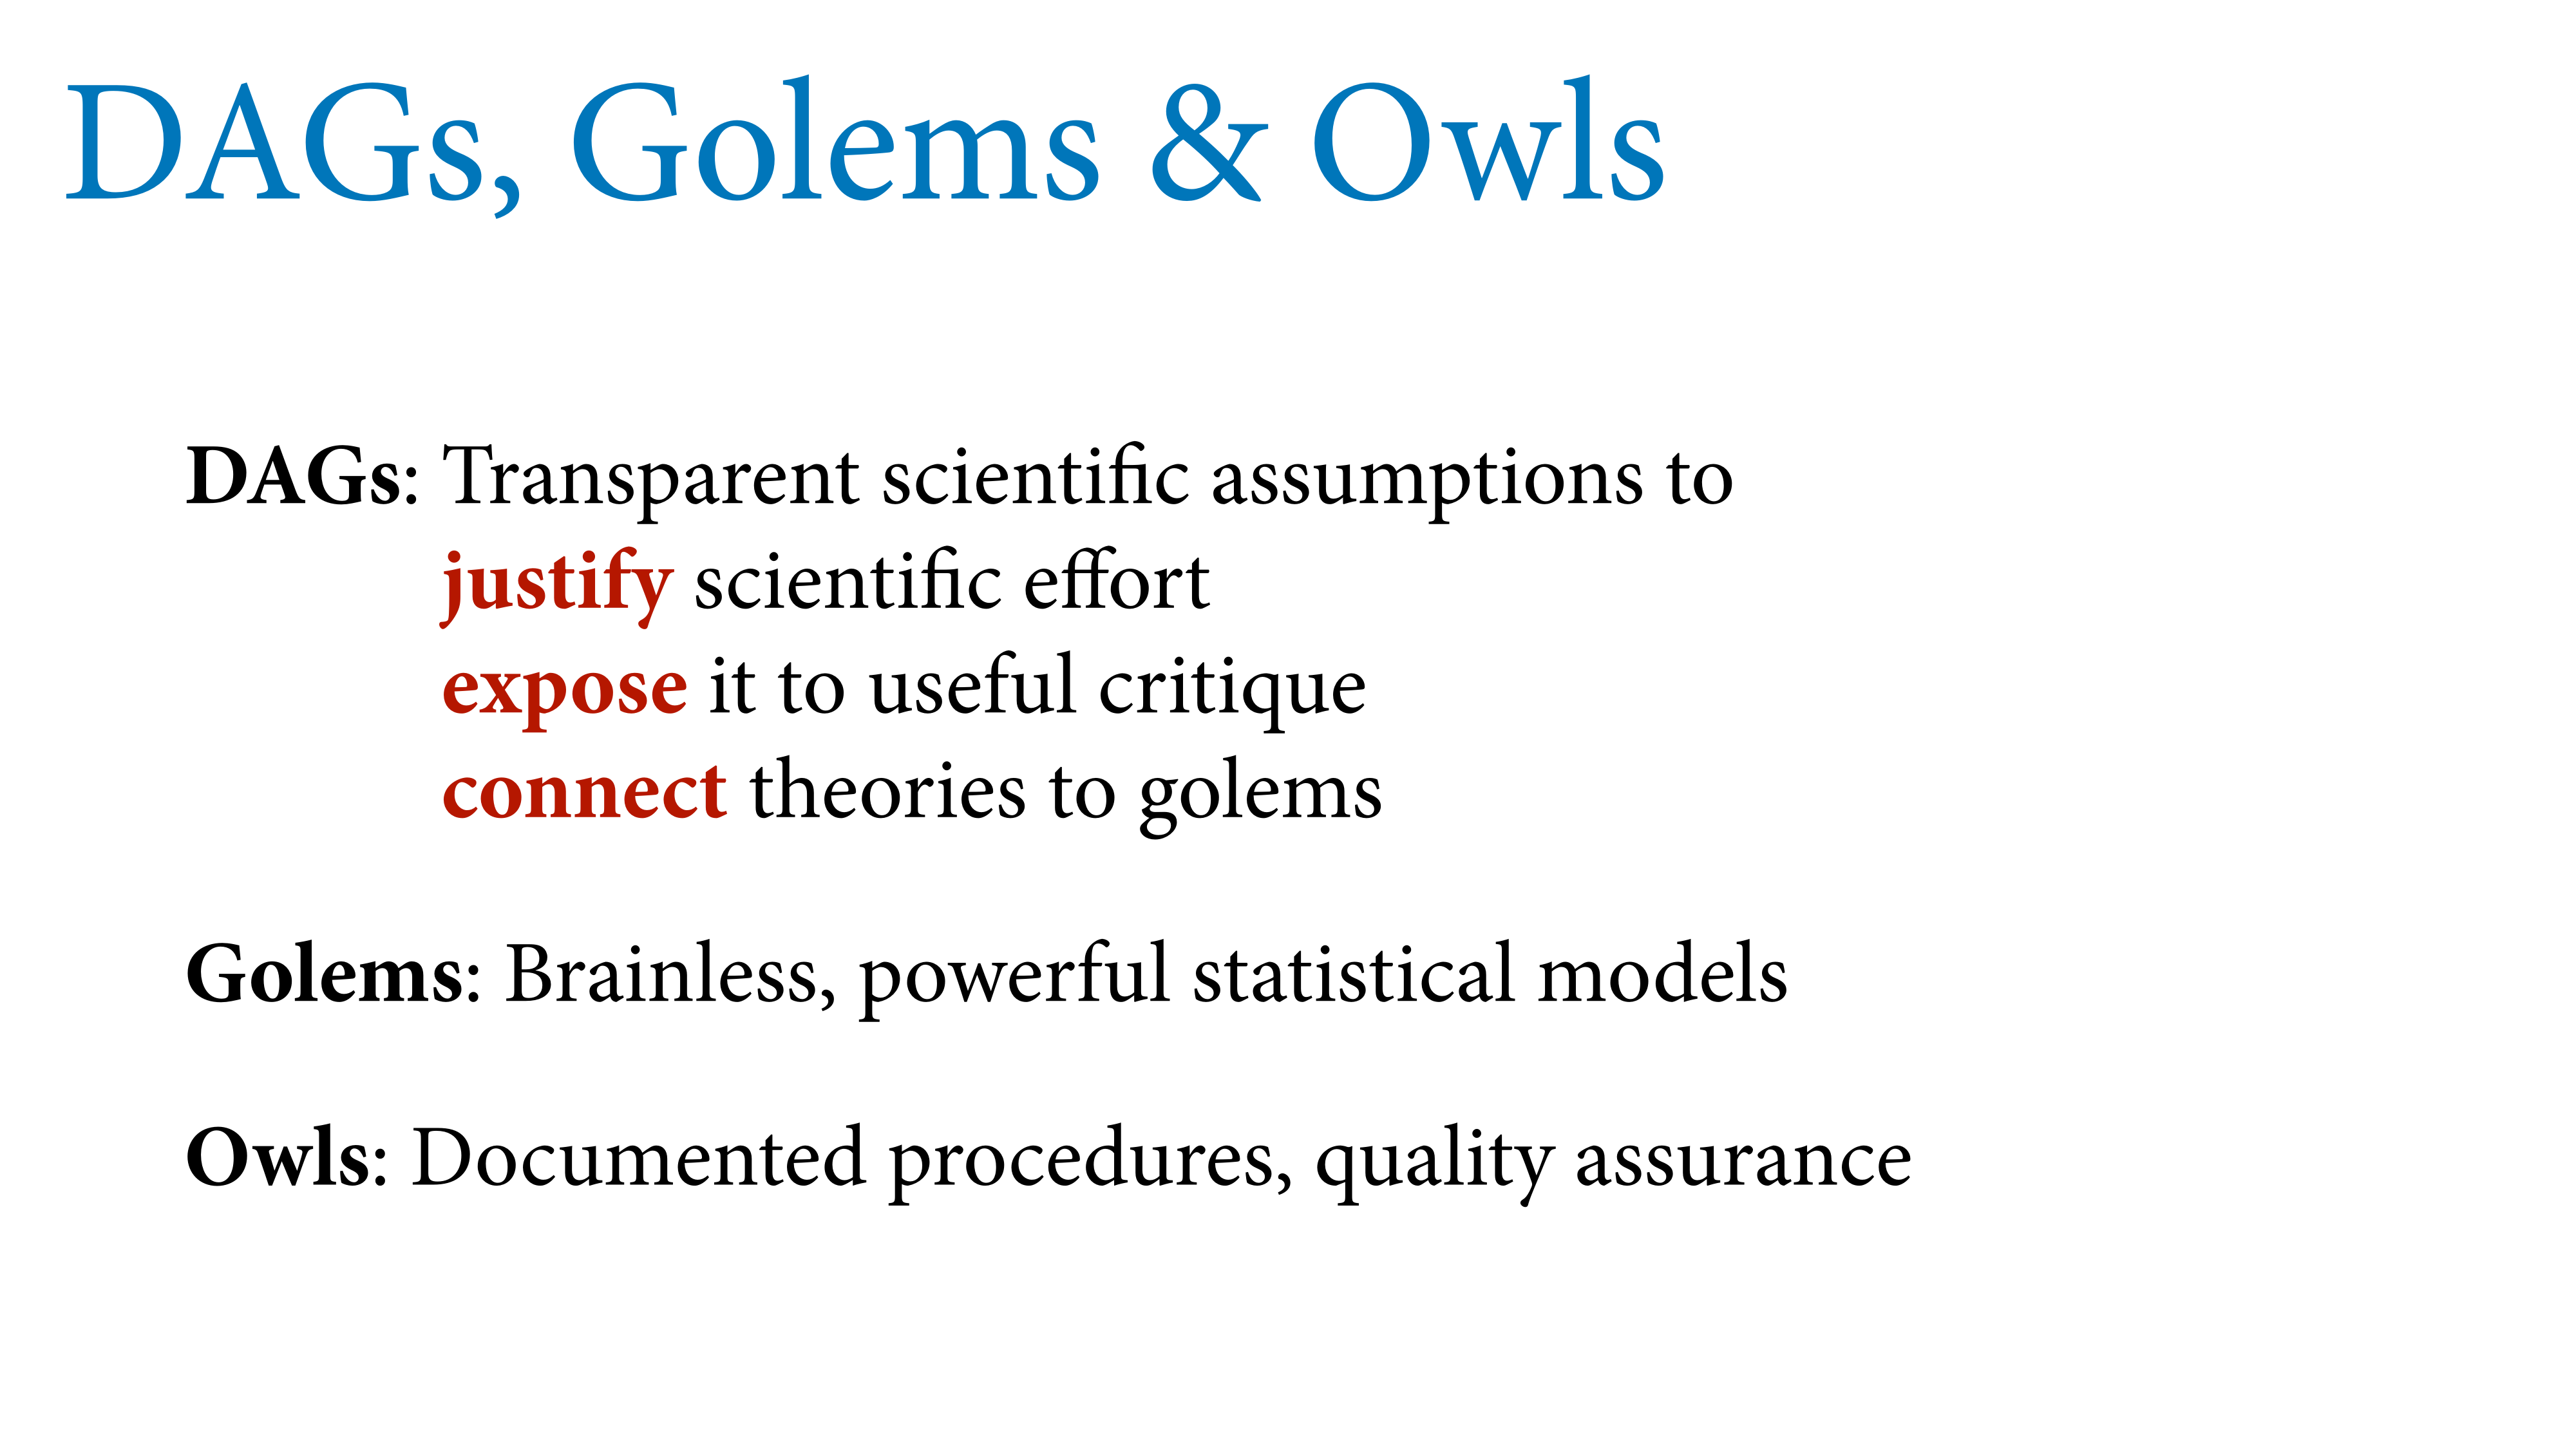 DAGs, Golems & Owls
DAGs: Transparent scientific assumptions to
justify scientific effort
expose it to useful critique
connect theories to golems
Golems: Brainless, powerful statistical models
Owls: Documented procedures, quality assurance